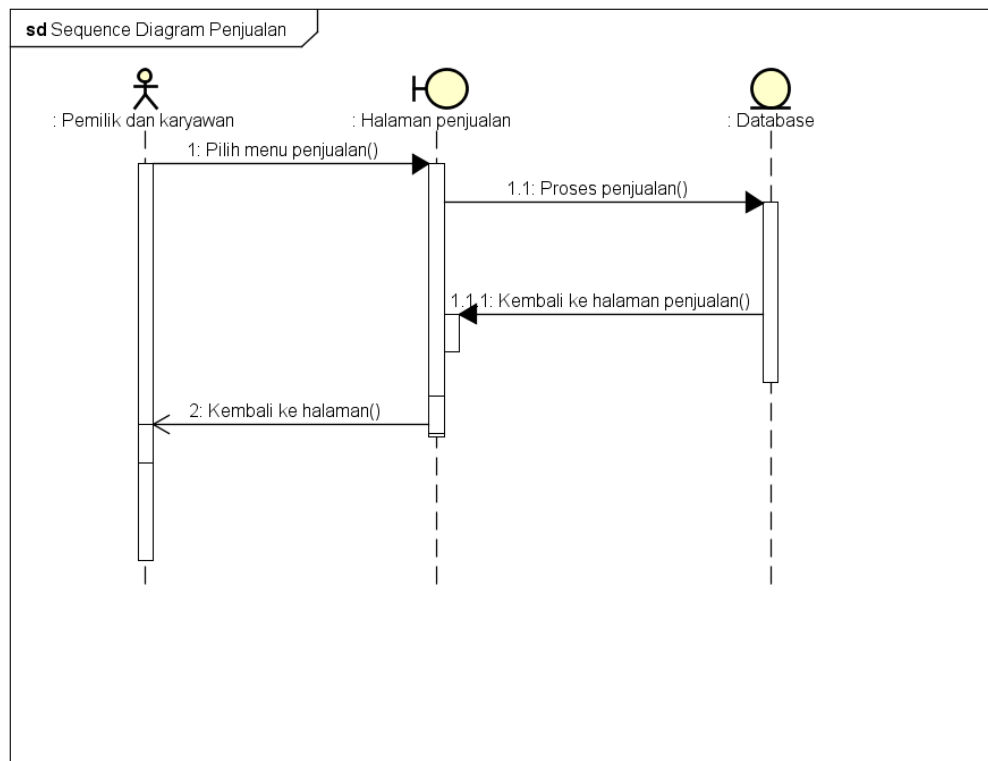 sd Sequence Diagram Penjualan
: Pemilik dan karyawan
: Halaman penjualan
: Database
1: Pilih menu penjualan()
1.1: Proses penjualan()
1.1.1: Kembali ke halaman penjualan()
2: Kembali ke halaman()